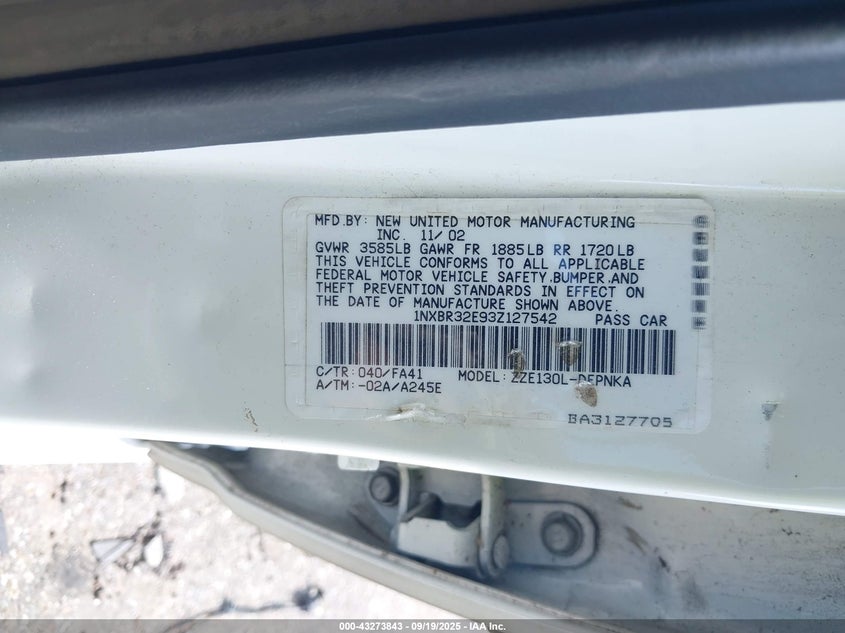 MFD.BY: NEW UNITED MOTOR MANUFACTURING
INC. 11/02
GVWR 3585LB GAWR FR 1885LB RR 1720LB
THIS VEHICLE CONFORMS TO ALL APPLICABLE
FEDERAL MOTOR VEHICLE SAFETY,BUMPER,AND
THEFT PREVENTION STANDARDS IN EFFECT ON
THE DATE OF MANUFACTURE SHOWN ABOVE.
1NXBR32E93Z127542 PASS CAR
C/TR: 040/FA41 MODEL: ZZE130L-DEPNKA
A/TM: -02A/A245E
BA3127705
000-43273843 - 09/19/2025 - IAA Inc.